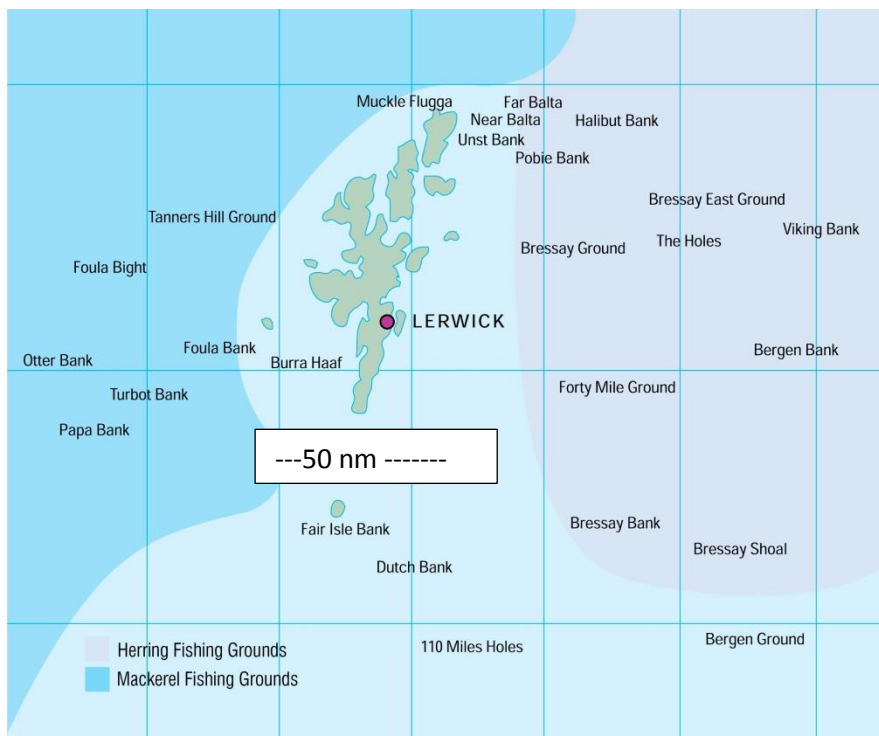 Muckle Flugga
Far Balta
Near Balta
Halibut Bank
Unst Bank
Pobie Bank
Bressay East Ground
Tanners Hill Ground
Viking Bank
The Holes
Bressay Ground
Foula Bight
LERWICK
Foula Bank
Bergen Bank
Otter Bank
Burra Haaf
Forty Mile Ground
Turbot Bank
Papa Bank
---50 nm -------
Bressay Bank
Fair Isle Bank
Bressay Shoal
Dutch Bank
Bergen Ground
110 Miles Holes
Herring Fishing Grounds
Mackerel Fishing Grounds